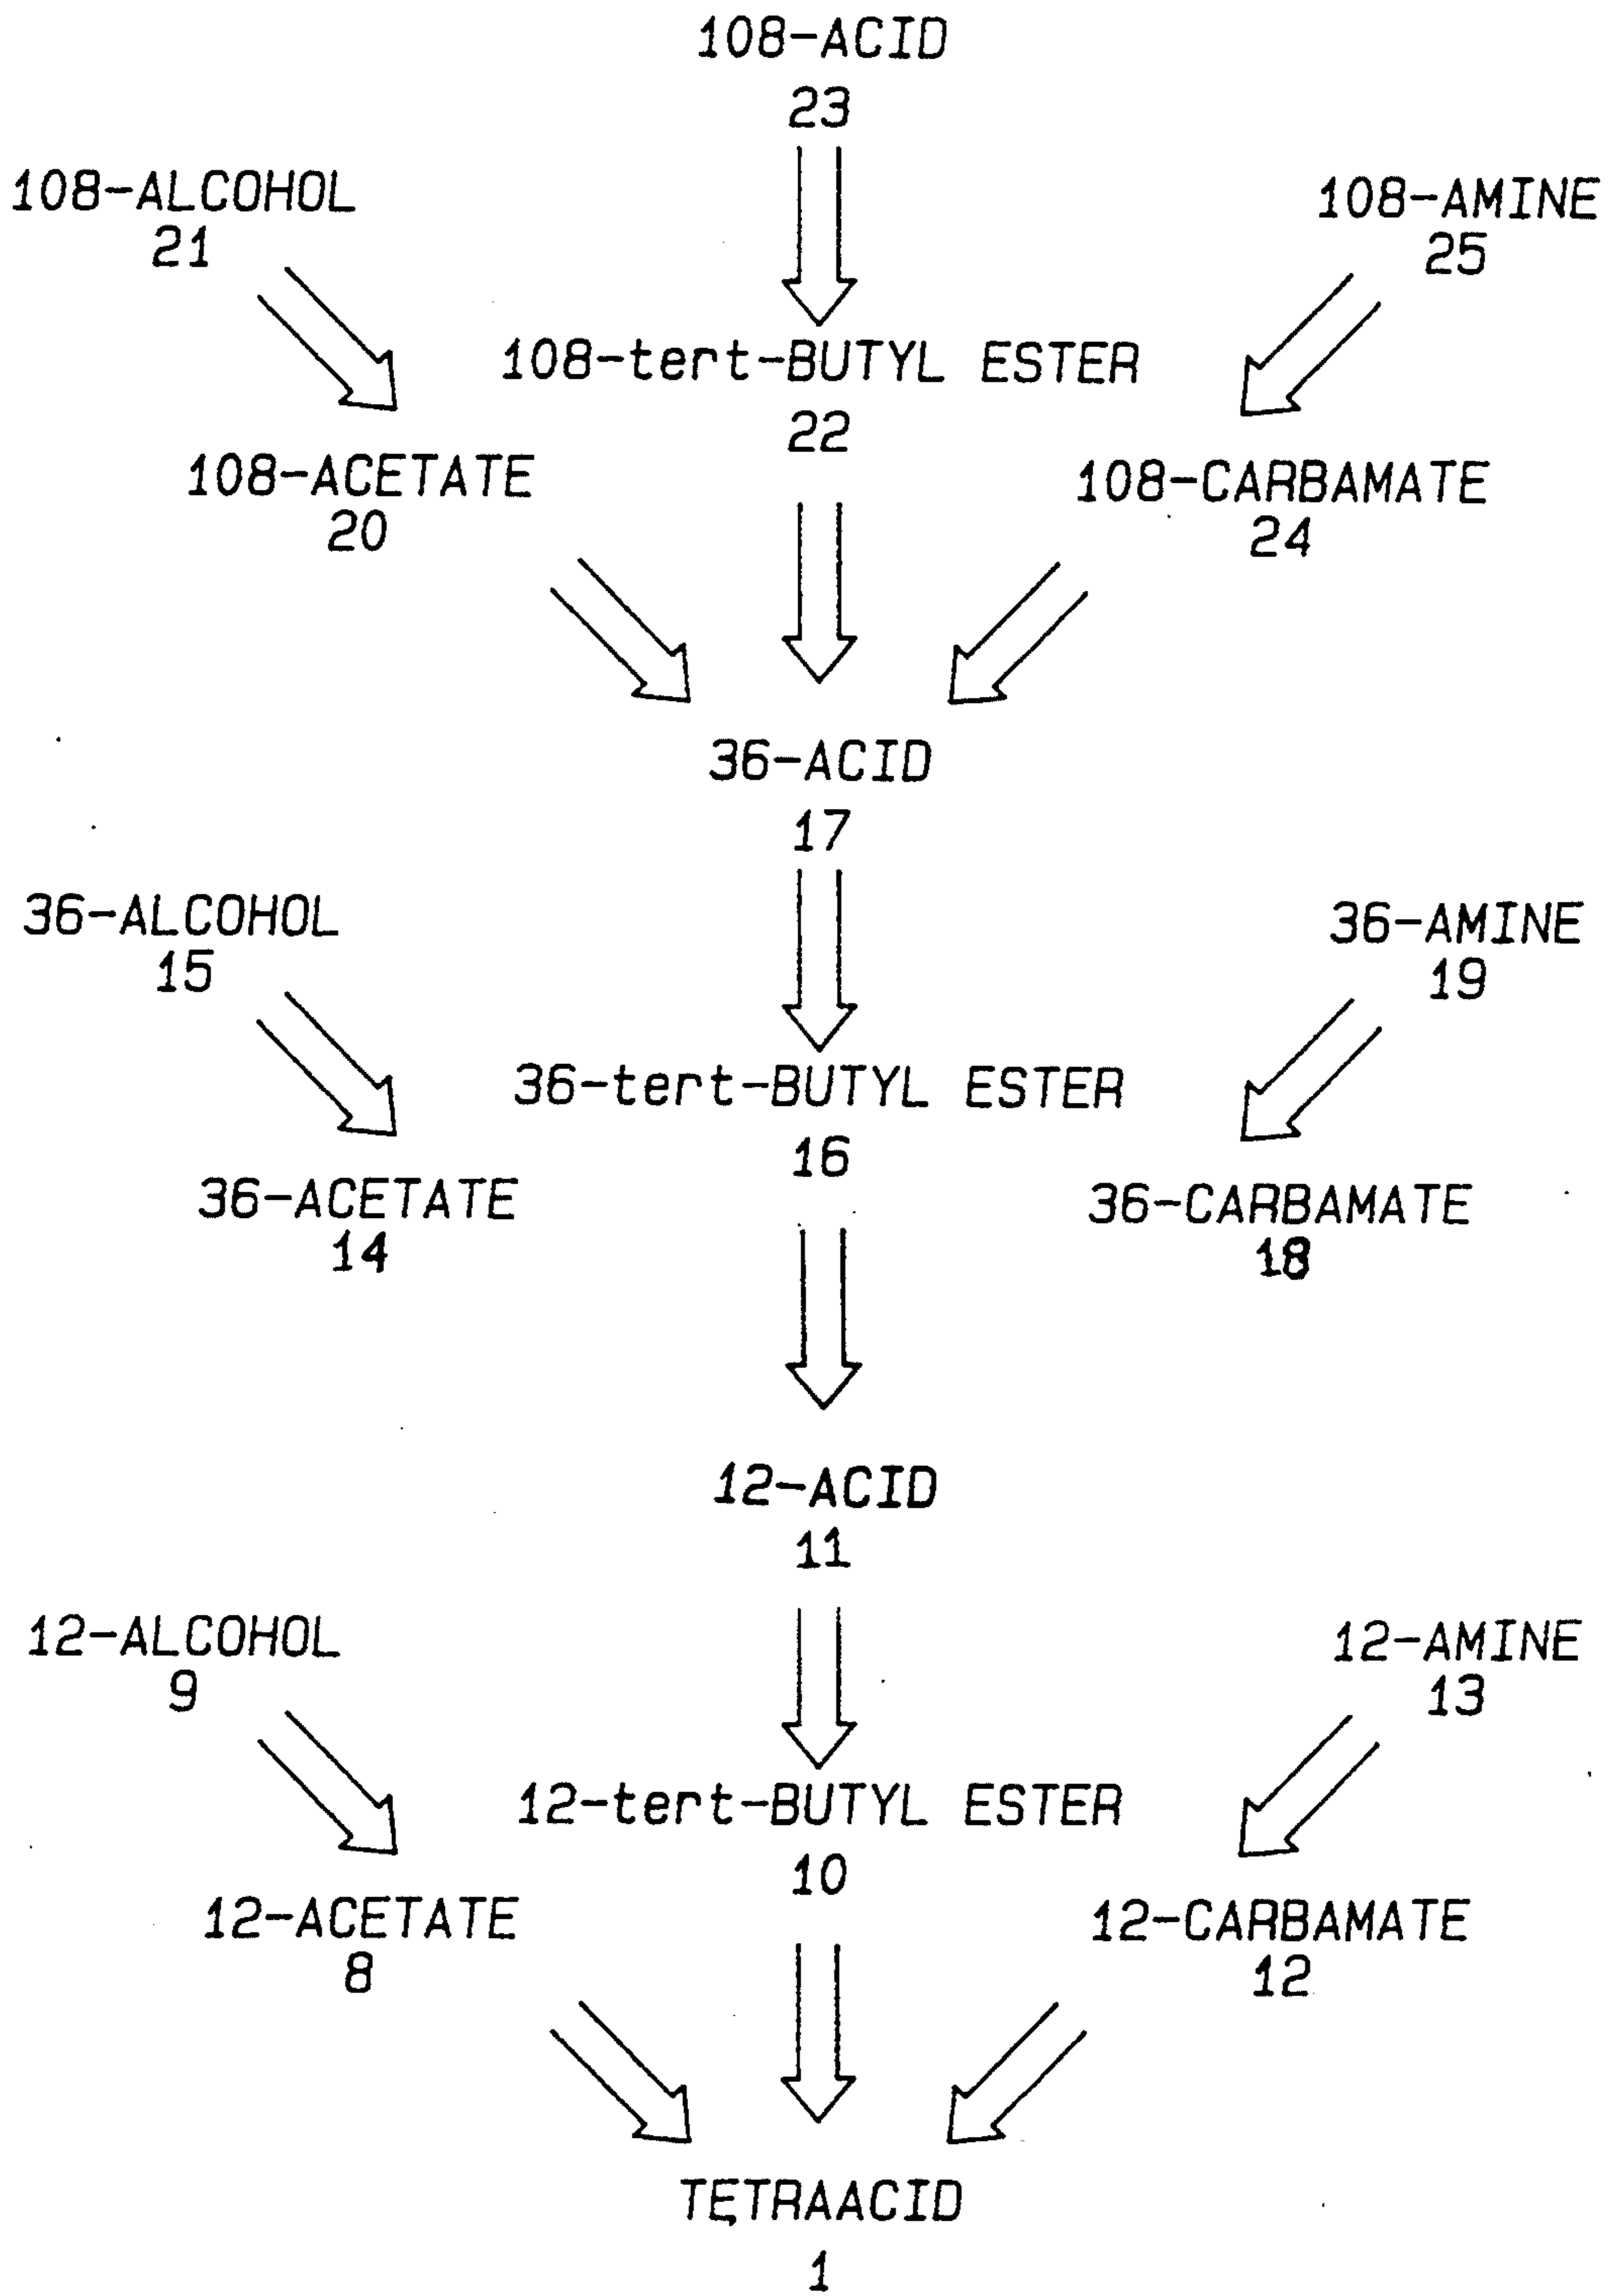 108-ACID
23
108-ALCOHOL
21
108-AMINE
25
108-tert-BUTYL ESTER
22
108-ACETATE
20
108-CARBAMATE
24
36-ACID
17
36-ALCOHOL
15
36-AMINE
19
36-tert-BUTYL ESTER
16
36-ACETATE
14
36-CARBAMATE
18
12-ACID
11
12-ALCOHOL
9
12-AMINE
13
12-tert-BUTYL ESTER
10
12-ACETATE
8
12-CARBAMATE
12
TETRAACID
1